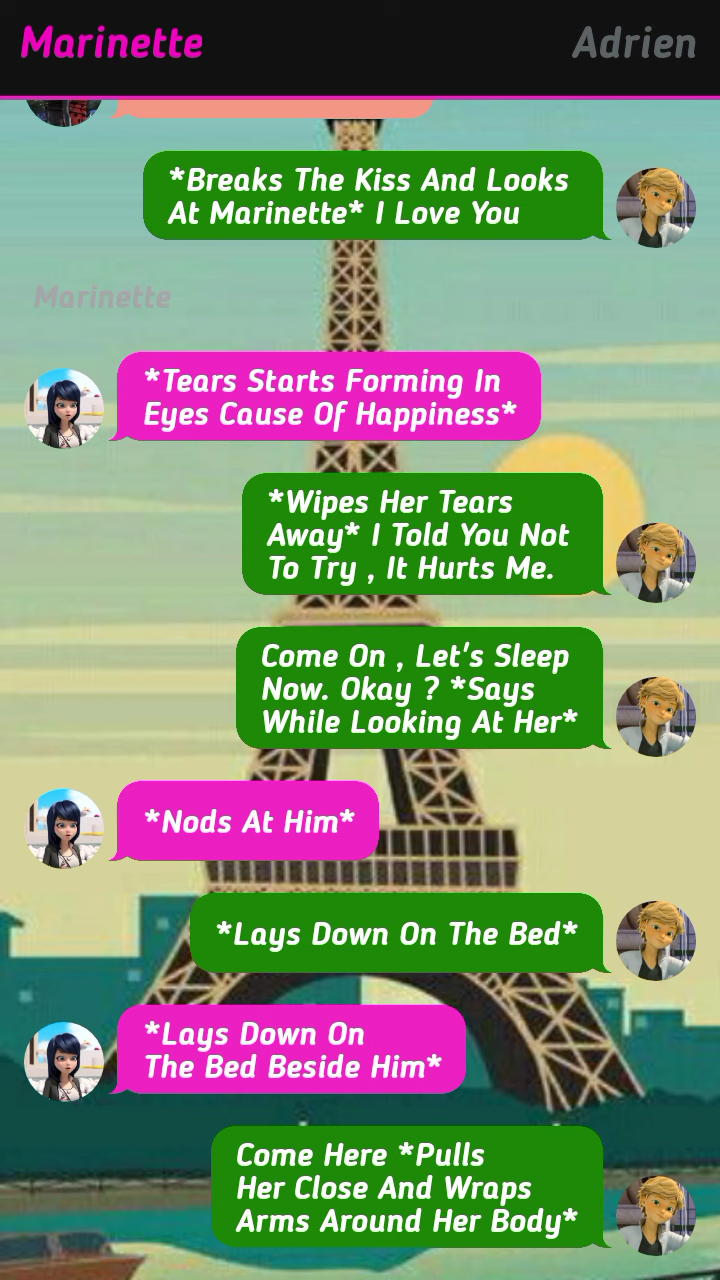 Marinette Adrien
*Breaks The Kiss And Looks
At Marinette* I Love You
Marinette
*Tears Starts Forming In
Eyes Cause Of Happiness*
*Wipes Her Tears
Away* I Told You Not
To Try , It Hurts Me.
Come On , Let's Sleep
Now. Okay ? *Says
While Looking At Her*
*Nods At Him*
*Lays Down On The Bed*
*Lays Down On
The Bed Beside Him*
Come Here *Pulls
Her Close And Wraps
Arms Around Her Body*